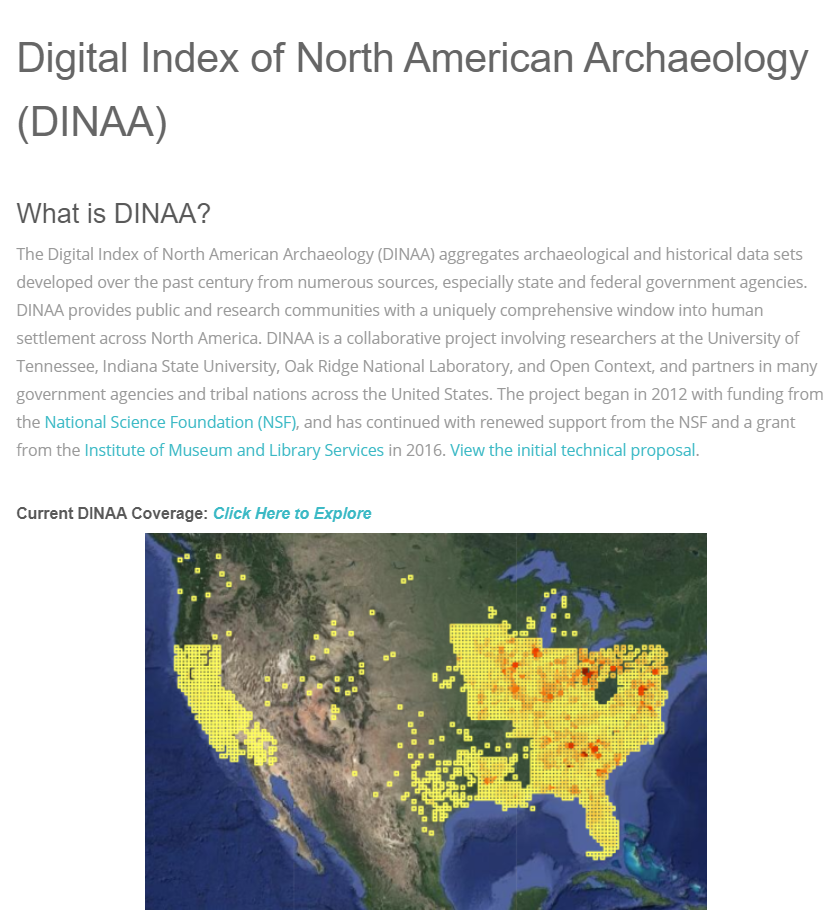 Digital Index of North American Archaeology
(DINAA)
What is DINAA?
The Digital Index of North American Archaeology (DINAA) aggregates archaeological and historical data sets
developed over the past century from numerous sources, especially state and federal government agencies.
DINAA provides public and research communities with a uniquely comprehensive window into human
settlement across North America. DINAA is a collaborative project involving researchers at the University of
Tennessee, Indiana State University, Oak Ridge National Laboratory, and Open Context, and partners in many
government agencies and tribal nations across the United States. The project began in 2012 with funding from
the National Science Foundation (NSF), and has continued with renewed support from the NSF and a grant
from the Institute of Museum and Library Services in 2016. View the initial technical proposal.
Current DINAA Coverage: Click Here to Explore